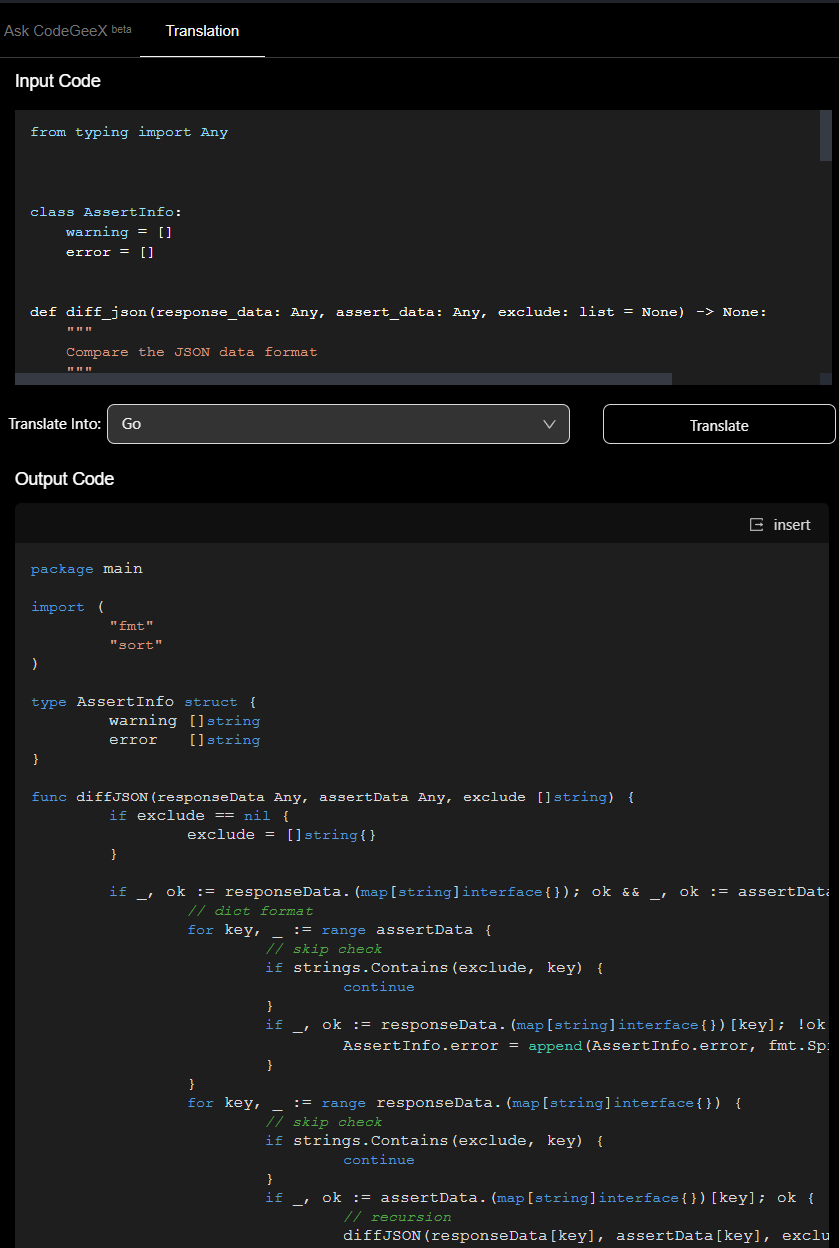 Ask CodeGeeX beta Translation
Input Code
from typing import Any
class AssertInfo:
    warning = []
    error = []
def diff_json(response_data: Any, assert_data: Any, exclude: list = None) -> None:
    """
    Compare the JSON data format
    """
Translate Into: Go Translate
Output Code
insert
package main
import (
        "fmt"
        "sort"
)
type AssertInfo struct {
        warning []string
        error   []string
}
func diffJSON(responseData Any, assertData Any, exclude []string) {
        if exclude == nil {
                exclude = []string{}
        }
        if _, ok := responseData.(map[string]interface{}); ok && _, ok := assertData
                // dict format
                for key, _ := range assertData {
                        // skip check
                        if strings.Contains(exclude, key) {
                                continue
                        }
                        if _, ok := responseData.(map[string]interface{})[key]; !ok
                                AssertInfo.error = append(AssertInfo.error, fmt.Sp
                        }
                }
                for key, _ := range responseData.(map[string]interface{}) {
                        // skip check
                        if strings.Contains(exclude, key) {
                                continue
                        }
                        if _, ok := assertData.(map[string]interface{})[key]; ok {
                                // recursion
                                diffJSON(responseData[key], assertData[key], exclu